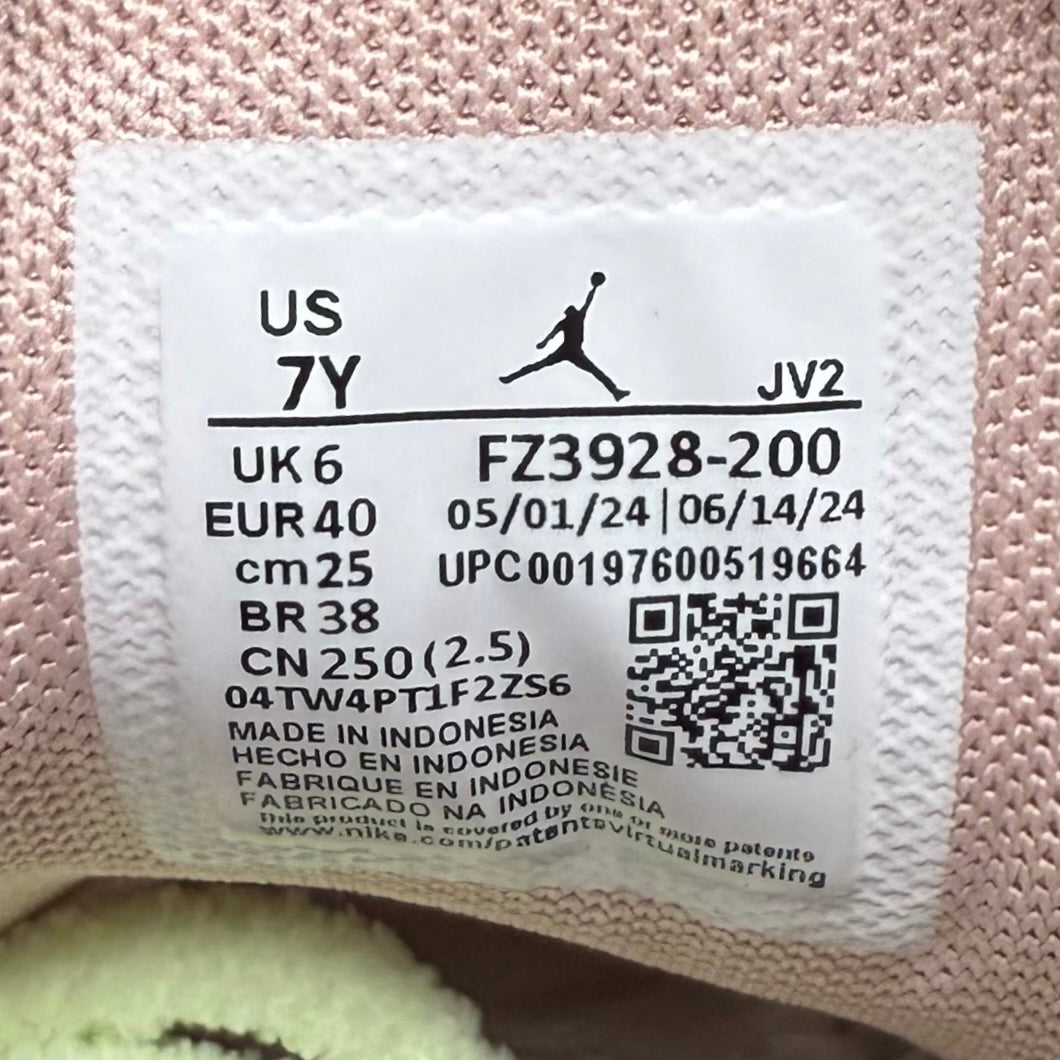 US
7Y
JV2
UK 6
FZ3928-200
EUR 40
05/01/24 | 06/14/24
cm 25
UPC00197600519664
BR 38
CN 250 (2.5)
04TW4PT1F2ZS6
MADE IN INDONESIA
HECHO EN INDONESIA
FABRIQUE EN INDONESIE
FABRICADO NA INDONÉSIA
This product is covered by one or more patents
www.nike.com/patentsvirtualmarking